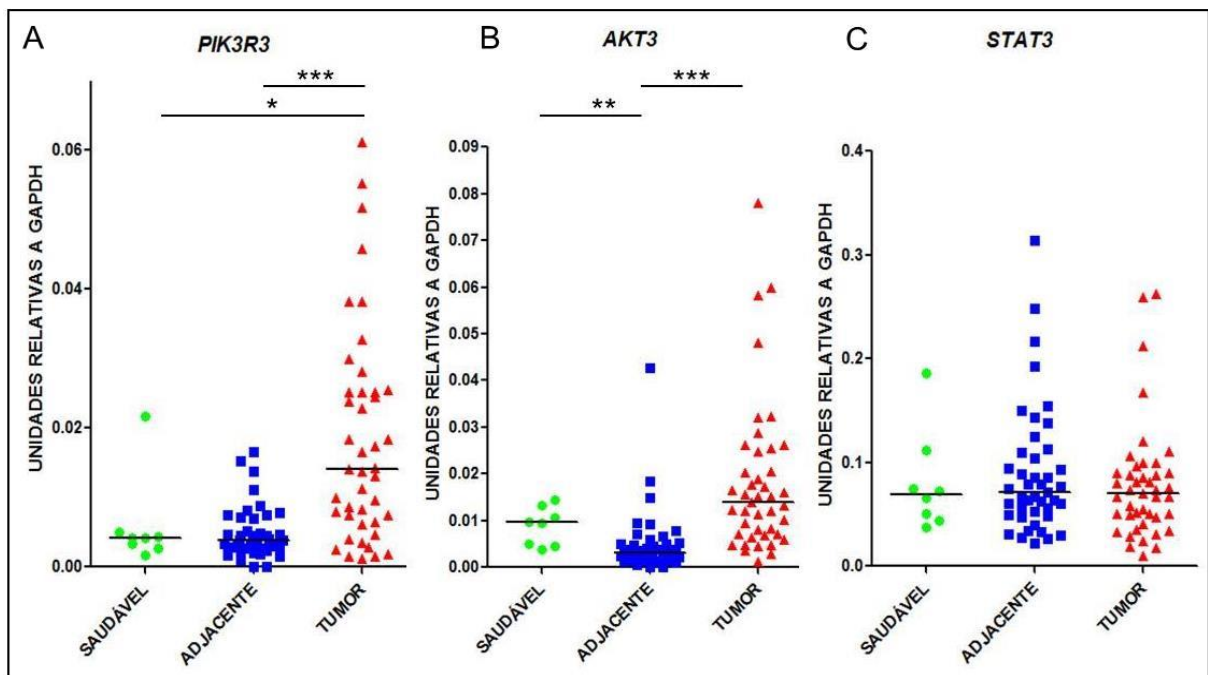 A
PIK3R3
***
*
UNIDADES RELATIVAS A GAPDH
0.06
0.04
0.02
0.00
SAUDÁVEL
ADJACENTE
TUMOR
B
AKT3
***
**
UNIDADES RELATIVAS A GAPDH
0.09
0.08
0.07
0.06
0.05
0.04
0.03
0.02
0.01
0.00
SAUDÁVEL
ADJACENTE
TUMOR
C
STAT3
UNIDADES RELATIVAS A GAPDH
0.4
0.3
0.2
0.1
0.0
SAUDÁVEL
ADJACENTE
TUMOR